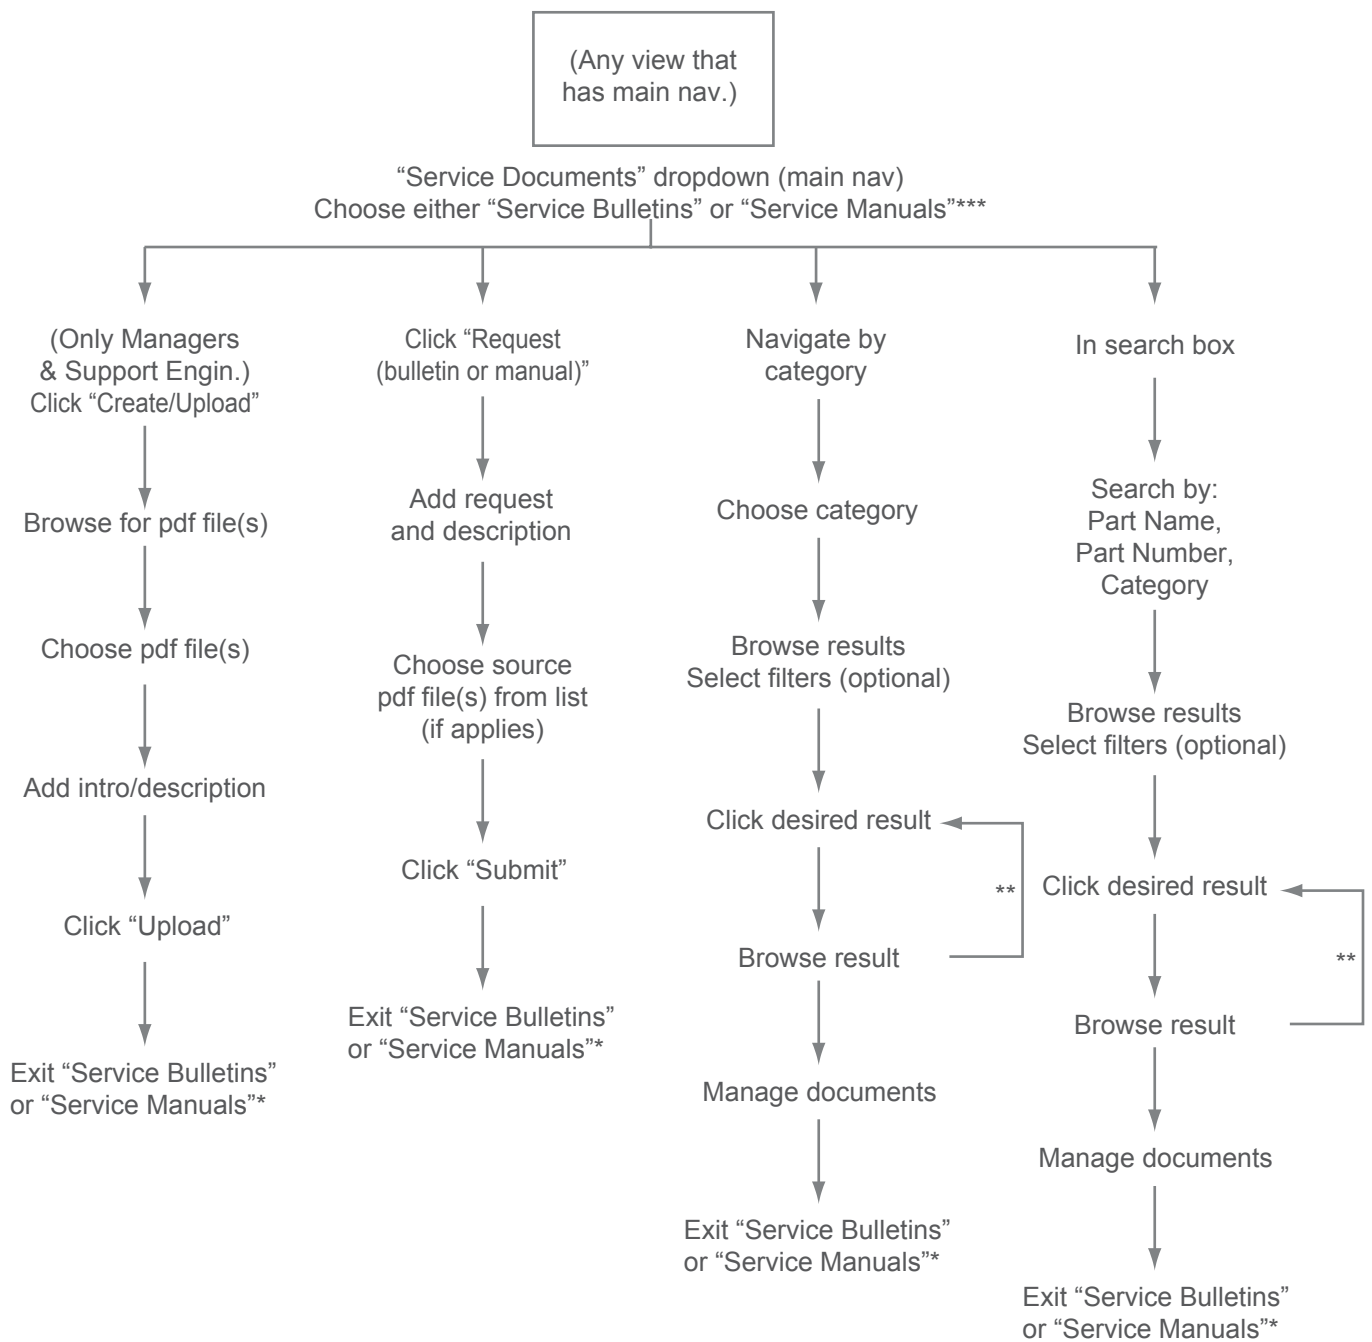 (Any view that
has main nav.)
“Service Documents” dropdown (main nav)
Choose either “Service Bulletins” or “Service Manuals”***
(Only Managers
& Support Engin.)
Click “Create/Upload”
Browse for pdf file(s)
Choose pdf file(s)
Add intro/description
Click “Upload”
Exit “Service Bulletins”
or “Service Manuals”*
Click “Request
(bulletin or manual)”
Add request
and description
Choose source
pdf file(s) from list
(if applies)
Click “Submit”
Exit “Service Bulletins”
or “Service Manuals”*
Navigate by
category
Choose category
Browse results
Select filters (optional)
Click desired result
**
Browse result
Manage documents
Exit “Service Bulletins”
or “Service Manuals”*
In search box
Search by:
Part Name,
Part Number,
Category
Browse results
Select filters (optional)
Click desired result
**
Browse result
Manage documents
Exit “Service Bulletins”
or “Service Manuals”*